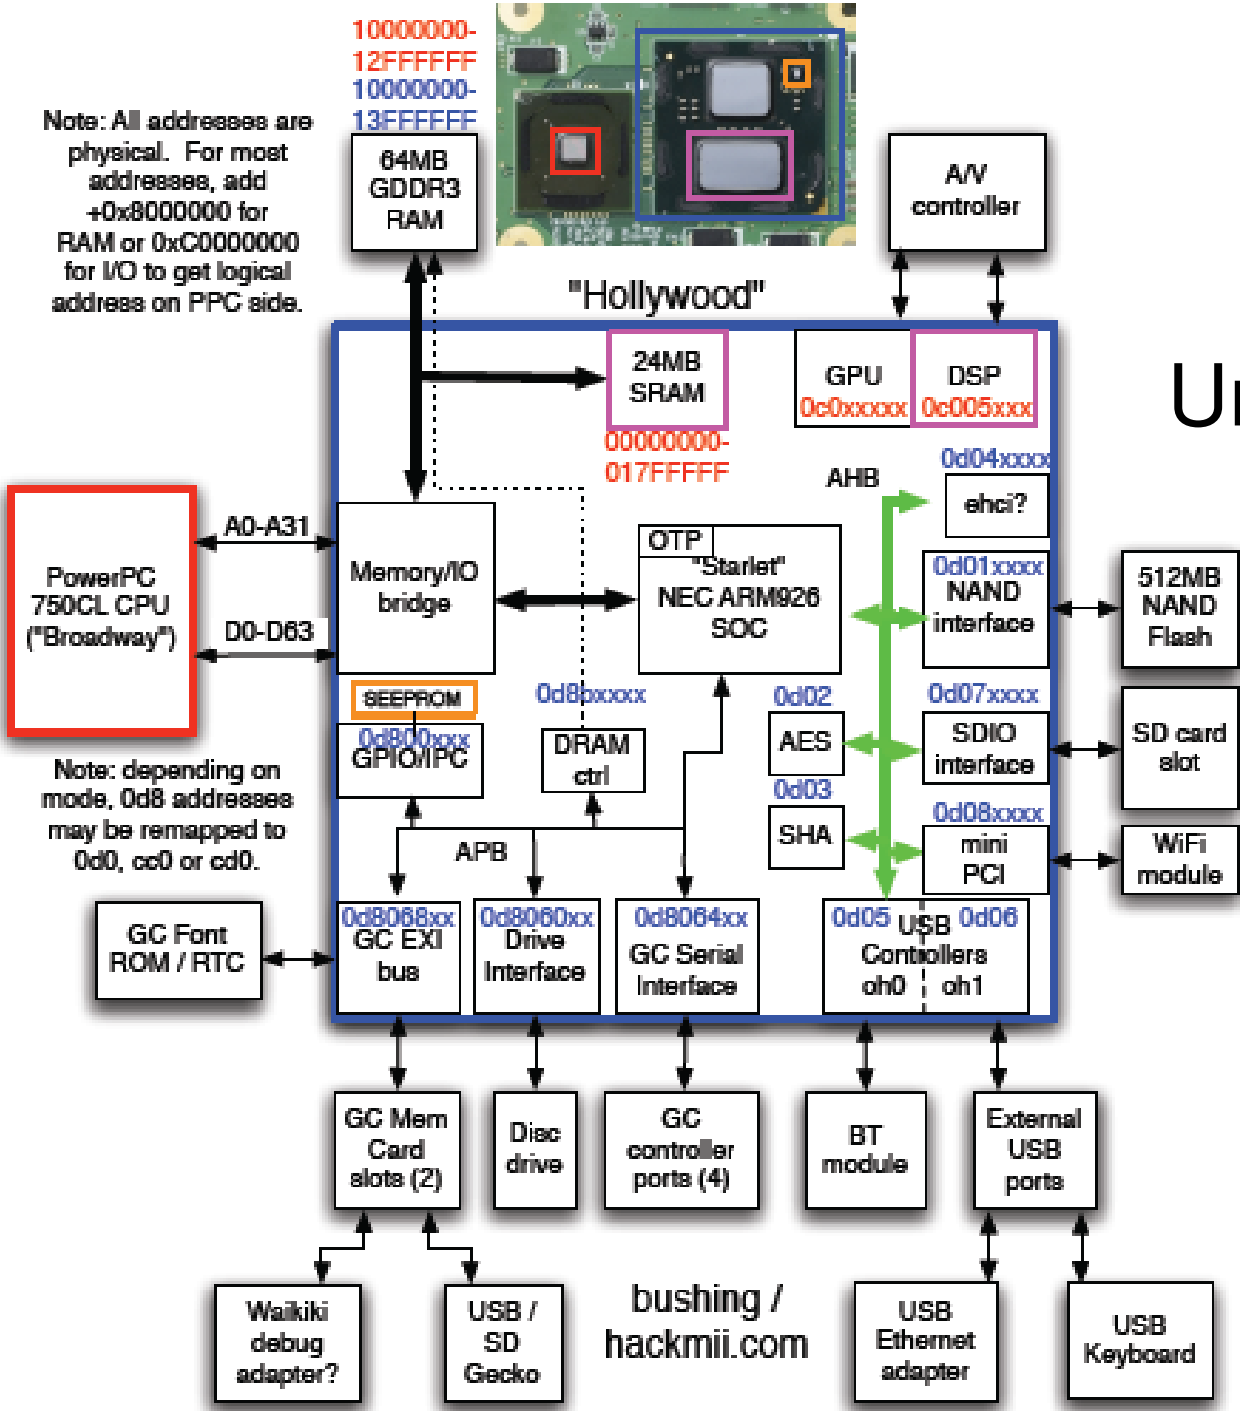 10000000-
12FFFFFF
10000000-
13FFFFFF
Note: All addresses are
physical. For most
addresses, add
+0x8000000 for
RAM or 0xC0000000
for I/O to get logical
address on PPC side.
64MB
GDDR3
RAM
A/V
controller
"Hollywood"
24MB
SRAM
00000000-
017FFFFF
GPU
0c0xxxxx
DSP
0c005xxx
Ur
AHB
0d04xxxx
ehci?
PowerPC
750CL CPU
("Broadway")
A0-A31
D0-D63
Memory/IO
bridge
OTP
"Starlet"
NEC ARM926
SOC
0d01xxxx
NAND
interface
512MB
NAND
Flash
SEEPROM
0d800xxx
GPIO/IPC
0d8bxxxx
DRAM
ctrl
0d02
AES
0d07xxxx
SDIO
interface
SD card
slot
Note: depending on
mode, 0d8 addresses
may be remapped to
0d0, cc0 or cd0.
0d03
SHA
0d08xxxx
mini
PCI
WiFi
module
APB
GC Font
ROM / RTC
0d8068xx
GC EXI
bus
0d8060xx
Drive
Interface
0d8064xx
GC Serial
Interface
0d05 USB 0d06
Controllers
oh0 oh1
GC Mem
Card
slots (2)
Disc
drive
GC
controller
ports (4)
BT
module
External
USB
ports
Waikiki
debug
adapter?
USB /
SD
Gecko
bushing /
hackmii.com
USB
Ethernet
adapter
USB
Keyboard